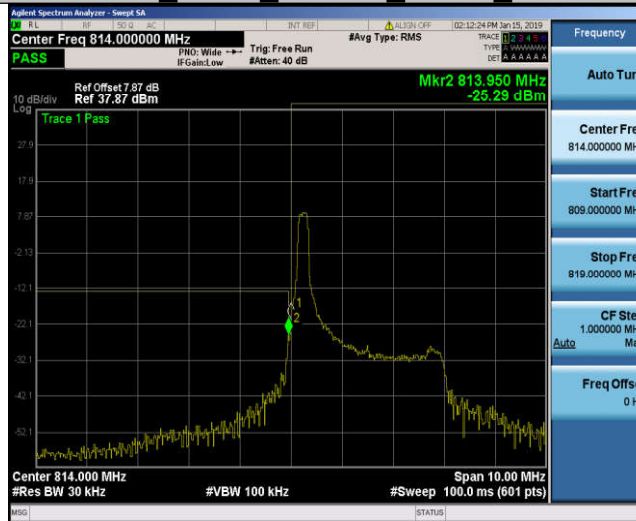 Agilent Spectrum Analyzer - Swept SA
RL RF 50 Ω AC INT REF ALIGN OFF 02:12:24 PM Jan 15, 2019
Center Freq 814.000000 MHz
PASS
PNO: Wide
IFGain:Low
Trig: Free Run
#Atten: 40 dB
#Avg Type: RMS
TRACE 1 2 3 4 5 6
TYPE A WWWWW
DET A A A A A A
Ref Offset 7.87 dB
Ref 37.87 dBm
10 dB/div
Log
Mkr2 813.950 MHz
-25.29 dBm
Trace 1 Pass
27.9
17.9
7.87
-2.13
-12.1
-22.1
-32.1
-42.1
-52.1
1
2
Center 814.000 MHz
Span 10.00 MHz
#Res BW 30 kHz
#VBW 100 kHz
#Sweep 100.0 ms (601 pts)
MSG
STATUS
Frequency
Auto Tun
Center Fre
814.000000 MH
Start Fre
809.000000 MH
Stop Fre
819.000000 MH
CF Ste
1.000000 MH
Auto Ma
Freq Offs
0 H